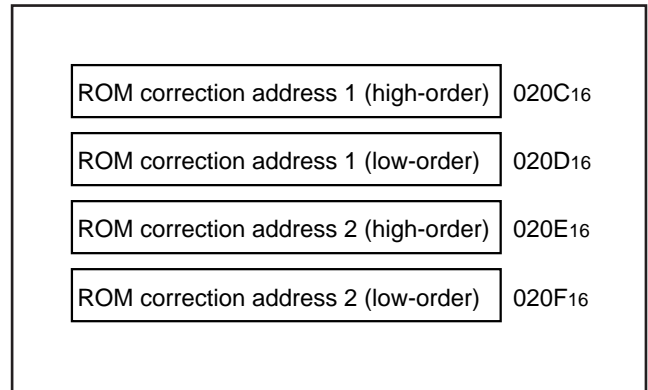 ROM correction address 1 (high-order) 020C16
ROM correction address 1 (low-order) 020D16
ROM correction address 2 (high-order) 020E16
ROM correction address 2 (low-order) 020F16